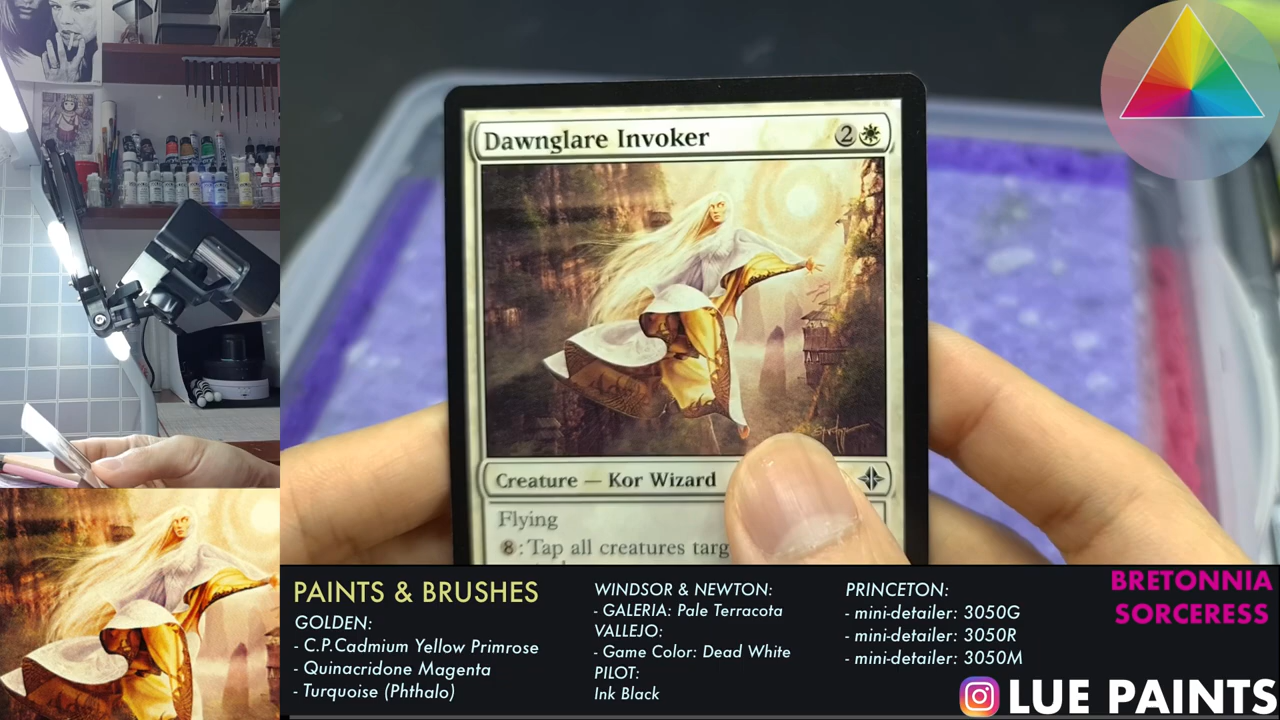 Dawnglare Invoker
2
Creature — Kor Wizard
Flying
8: Tap all creatures targ
PAINTS & BRUSHES
GOLDEN:
- C.P.Cadmium Yellow Primrose
- Quinacridone Magenta
- Turquoise (Phthalo)
WINDSOR & NEWTON:
- GALERIA: Pale Terracota
VALLEJO:
- Game Color: Dead White
PILOT:
Ink Black
PRINCETON:
- mini-detailer: 3050G
- mini-detailer: 3050R
- mini-detailer: 3050M
BRETONNIA
SORCERESS
LUE PAINTS